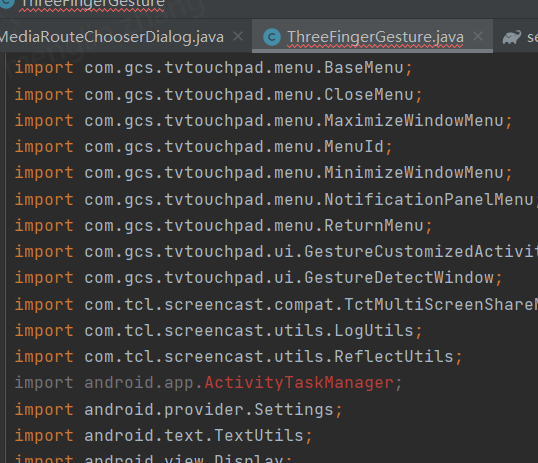 ThreeFingerGesture
MediaRouteChooserDialog.java
ThreeFingerGesture.java
se
import com.gcs.tvtouchpad.menu.BaseMenu;
import com.gcs.tvtouchpad.menu.CloseMenu;
import com.gcs.tvtouchpad.menu.MaximizeWindowMenu;
import com.gcs.tvtouchpad.menu.MenuId;
import com.gcs.tvtouchpad.menu.MinimizeWindowMenu;
import com.gcs.tvtouchpad.menu.NotificationPanelMenu;
import com.gcs.tvtouchpad.menu.ReturnMenu;
import com.gcs.tvtouchpad.ui.GestureCustomizedActivit
import com.gcs.tvtouchpad.ui.GestureDetectWindow;
import com.tcl.screencast.compat.TctMultiScreenShareM
import com.tcl.screencast.utils.LogUtils;
import com.tcl.screencast.utils.ReflectUtils;
import android.app.ActivityTaskManager;
import android.provider.Settings;
import android.text.TextUtils;
import android.view.Display;